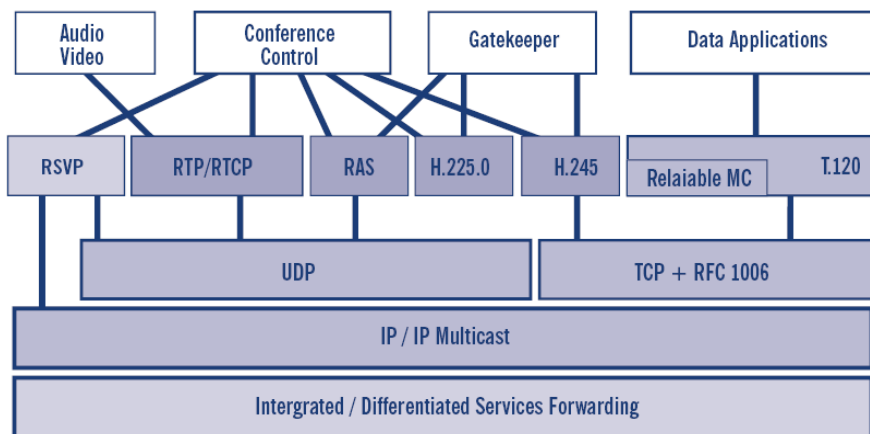 Audio
Video
Conference
Control
Gatekeeper
Data Applications
RSVP
RTP/RTCP
RAS
H.225.0
H.245
T.120
Relaiable MC
UDP
TCP + RFC 1006
IP / IP Multicast
Intergrated / Differentiated Services Forwarding